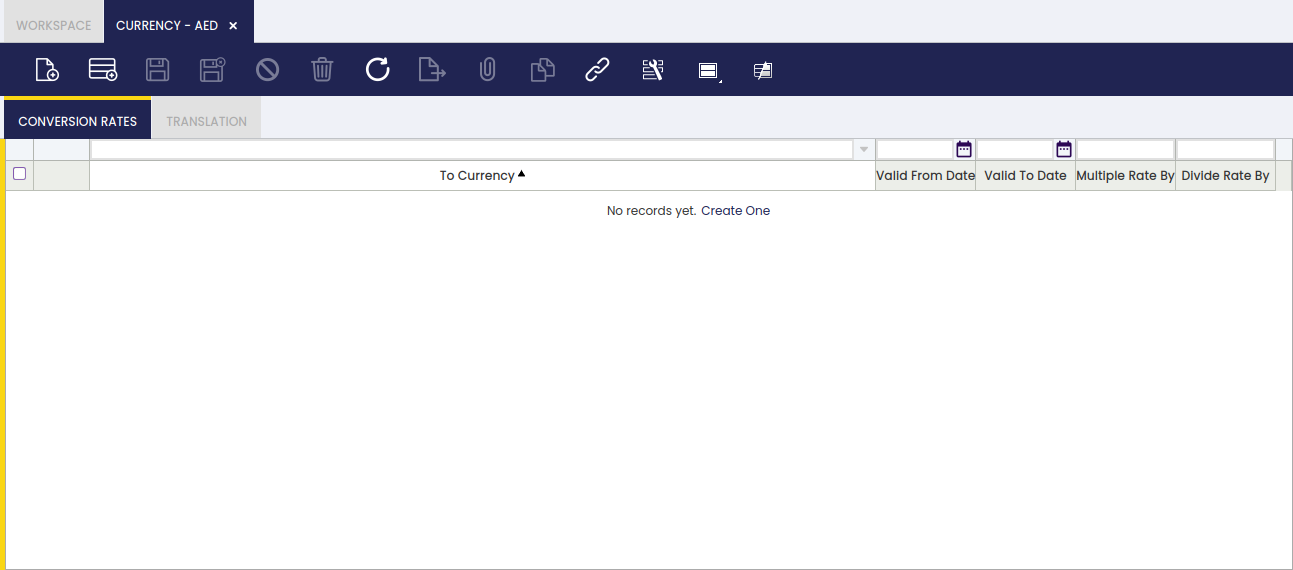 WORKSPACE CURRENCY - AED ×
CONVERSION RATES TRANSLATION
To Currency Valid From Date Valid To Date Multiple Rate By Divide Rate By
No records yet. Create One